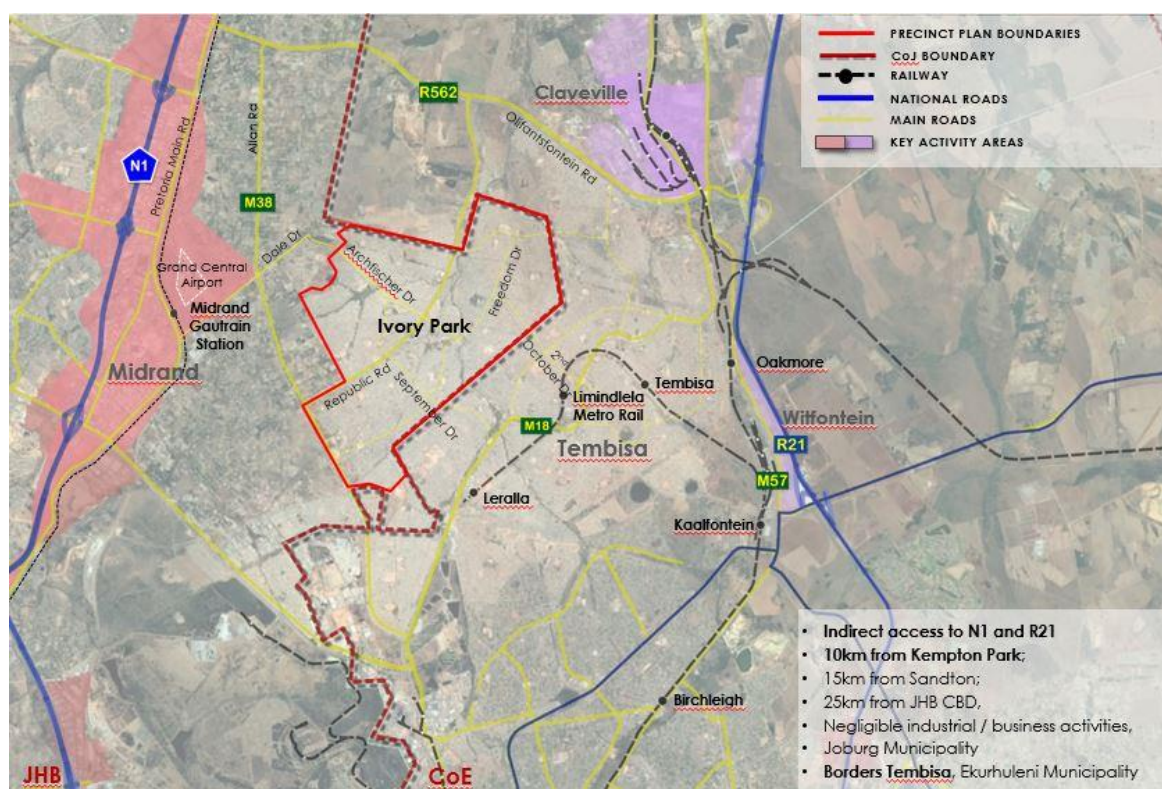 PRECINCT PLAN BOUNDARIES
CoJ BOUNDARY
RAILWAY
NATIONAL ROADS
MAIN ROADS
KEY ACTIVITY AREAS
R562
Claveville
Olifantsfontein Rd
Allan Rd
Pretoria Main Rd
N1
M38
Dale Dr
Grand Central
Airport
Midrand
Gautrain
Station
Midrand
Archfischer Dr
Freedom Dr
Ivory Park
Republic Rd
September Dr
2nd
October Dr
Limindlela
Metro Rail
Tembisa
Oakmore
Witfontein
M18
Tembisa
R21
M57
Leralla
Kaalfontein
Birchleigh
JHB
CoE
• Indirect access to N1 and R21
• 10km from Kempton Park;
• 15km from Sandton;
• 25km from JHB CBD,
• Negligible industrial / business activities,
• Joburg Municipality
• Borders Tembisa, Ekurhuleni Municipality